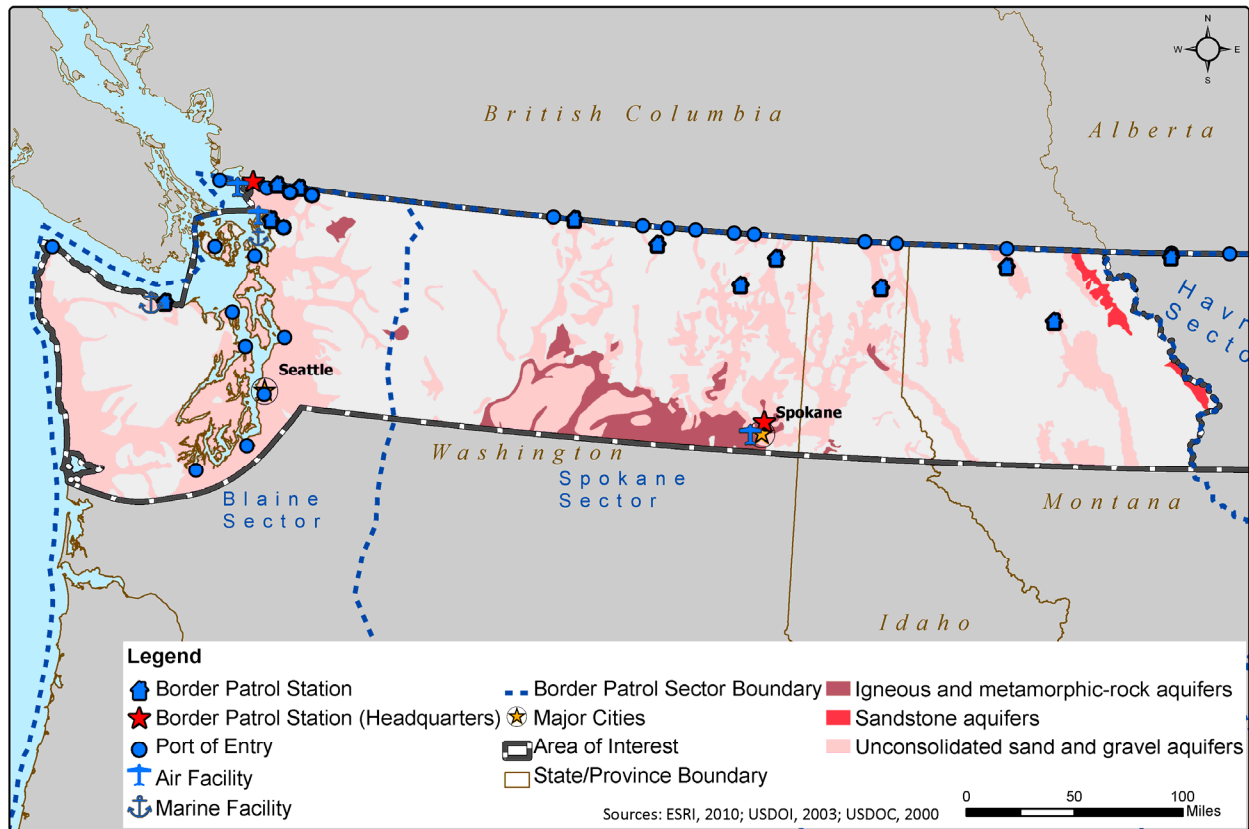 N
W E
S
British Columbia
Alberta
Havr
Secto
Seattle
Spokane
Washington
Spokane
Sector
Blaine
Sector
Montana
Idaho
Legend
Border Patrol Station
Border Patrol Station (Headquarters)
Port of Entry
Air Facility
Marine Facility
Border Patrol Sector Boundary
Major Cities
Area of Interest
State/Province Boundary
Igneous and metamorphic-rock aquifers
Sandstone aquifers
Unconsolidated sand and gravel aquifers
Sources: ESRI, 2010; USDOI, 2003; USDOC, 2000
0 50 100
Miles